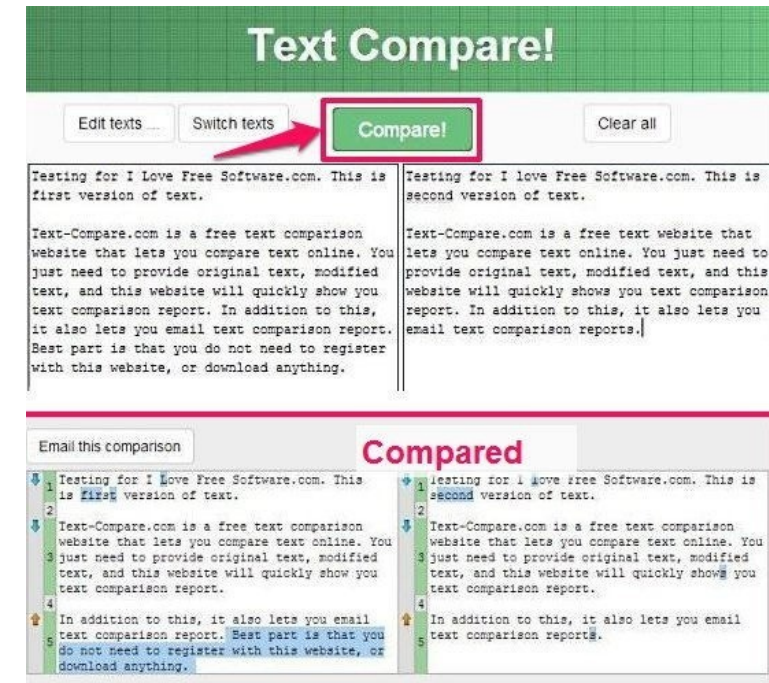 Text Compare!
Edit texts ...
Switch texts
Compare!
Clear all
Testing for I Love Free Software.com. This is
first version of text.
Text-Compare.com is a free text comparison
website that lets you compare text online. You
just need to provide original text, modified
text, and this website will quickly show you
text comparison report. In addition to this,
it also lets you email text comparison report.
Best part is that you do not need to register
with this website, or download anything.
Testing for I love Free Software.com. This is
second version of text.
Text-Compare.com is a free text website that
lets you compare text online. You just need to
provide original text, modified text, and this
website will quickly shows you text comparison
report. In addition to this, it also lets you
email text comparison reports.
Email this comparison
Compared
1 Testing for I Love Free Software.com. This
is first version of text.
2
Text-Compare.com is a free text comparison
website that lets you compare text online. You
3 just need to provide original text, modified
text, and this website will quickly show you
text comparison report.
4
In addition to this, it also lets you email
5 text comparison report. Best part is that you
do not need to register with this website, or
download anything.
1 Testing for I love Free Software.com. This is
second version of text.
2
Text-Compare.com is a free text comparison
website that lets you compare text online. You
3 just need to provide original text, modified
text, and this website will quickly shows you
text comparison report.
4
In addition to this, it also lets you email
5 text comparison reports.